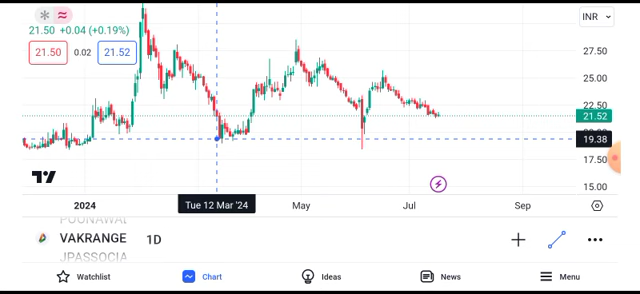 INR
21.50 +0.04 (+0.19%)
21.50 0.02 21.52
27.50
25.00
22.50
21.52
19.38
17.50
15.00
2024 Tue 12 Mar '24 May Jul Sep
VAKRANGE 1D
JPASSOCIA
Watchlist Chart Ideas News Menu